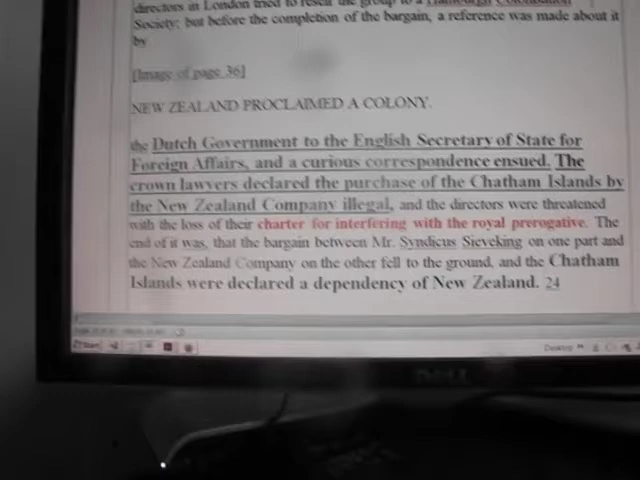 directors in London tried to resell the group to a Hamburgh Colonisation
Society; but before the completion of the bargain, a reference was made about it
by
[Image of page 36]
NEW ZEALAND PROCLAIMED A COLONY.
the Dutch Government to the English Secretary of State for
Foreign Affairs, and a curious correspondence ensued. The
crown lawyers declared the purchase of the Chatham Islands by
the New Zealand Company illegal, and the directors were threatened
with the loss of their charter for interfering with the royal prerogative. The
end of it was, that the bargain between Mr. Syndicus Sieveking on one part and
the New Zealand Company on the other fell to the ground, and the Chatham
Islands were declared a dependency of New Zealand. 24
Start
Desktop
DELL